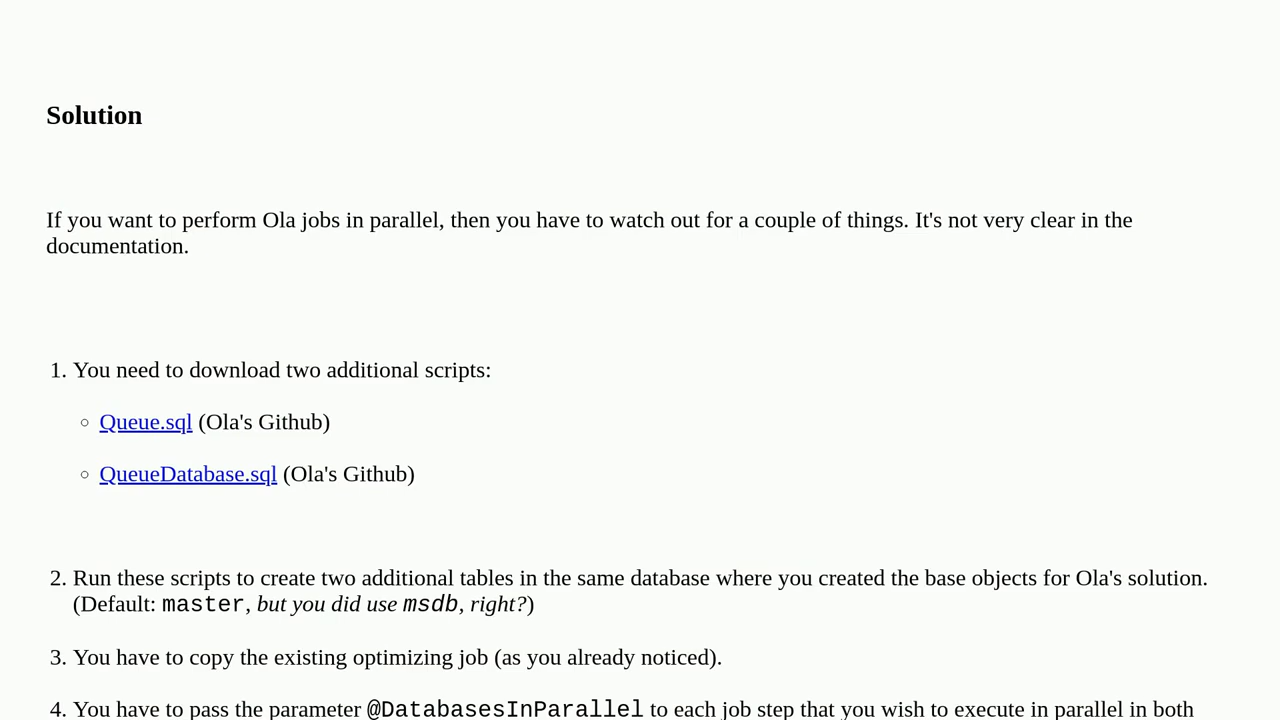 Solution
If you want to perform Ola jobs in parallel, then you have to watch out for a couple of things. It's not very clear in the
documentation.
1. You need to download two additional scripts:
◦ Queue.sql (Ola's Github)
◦ QueueDatabase.sql (Ola's Github)
2. Run these scripts to create two additional tables in the same database where you created the base objects for Ola's solution.
(Default: master, but you did use msdb, right?)
3. You have to copy the existing optimizing job (as you already noticed).
4. You have to pass the parameter @DatabasesInParallel to each job step that you wish to execute in parallel in both